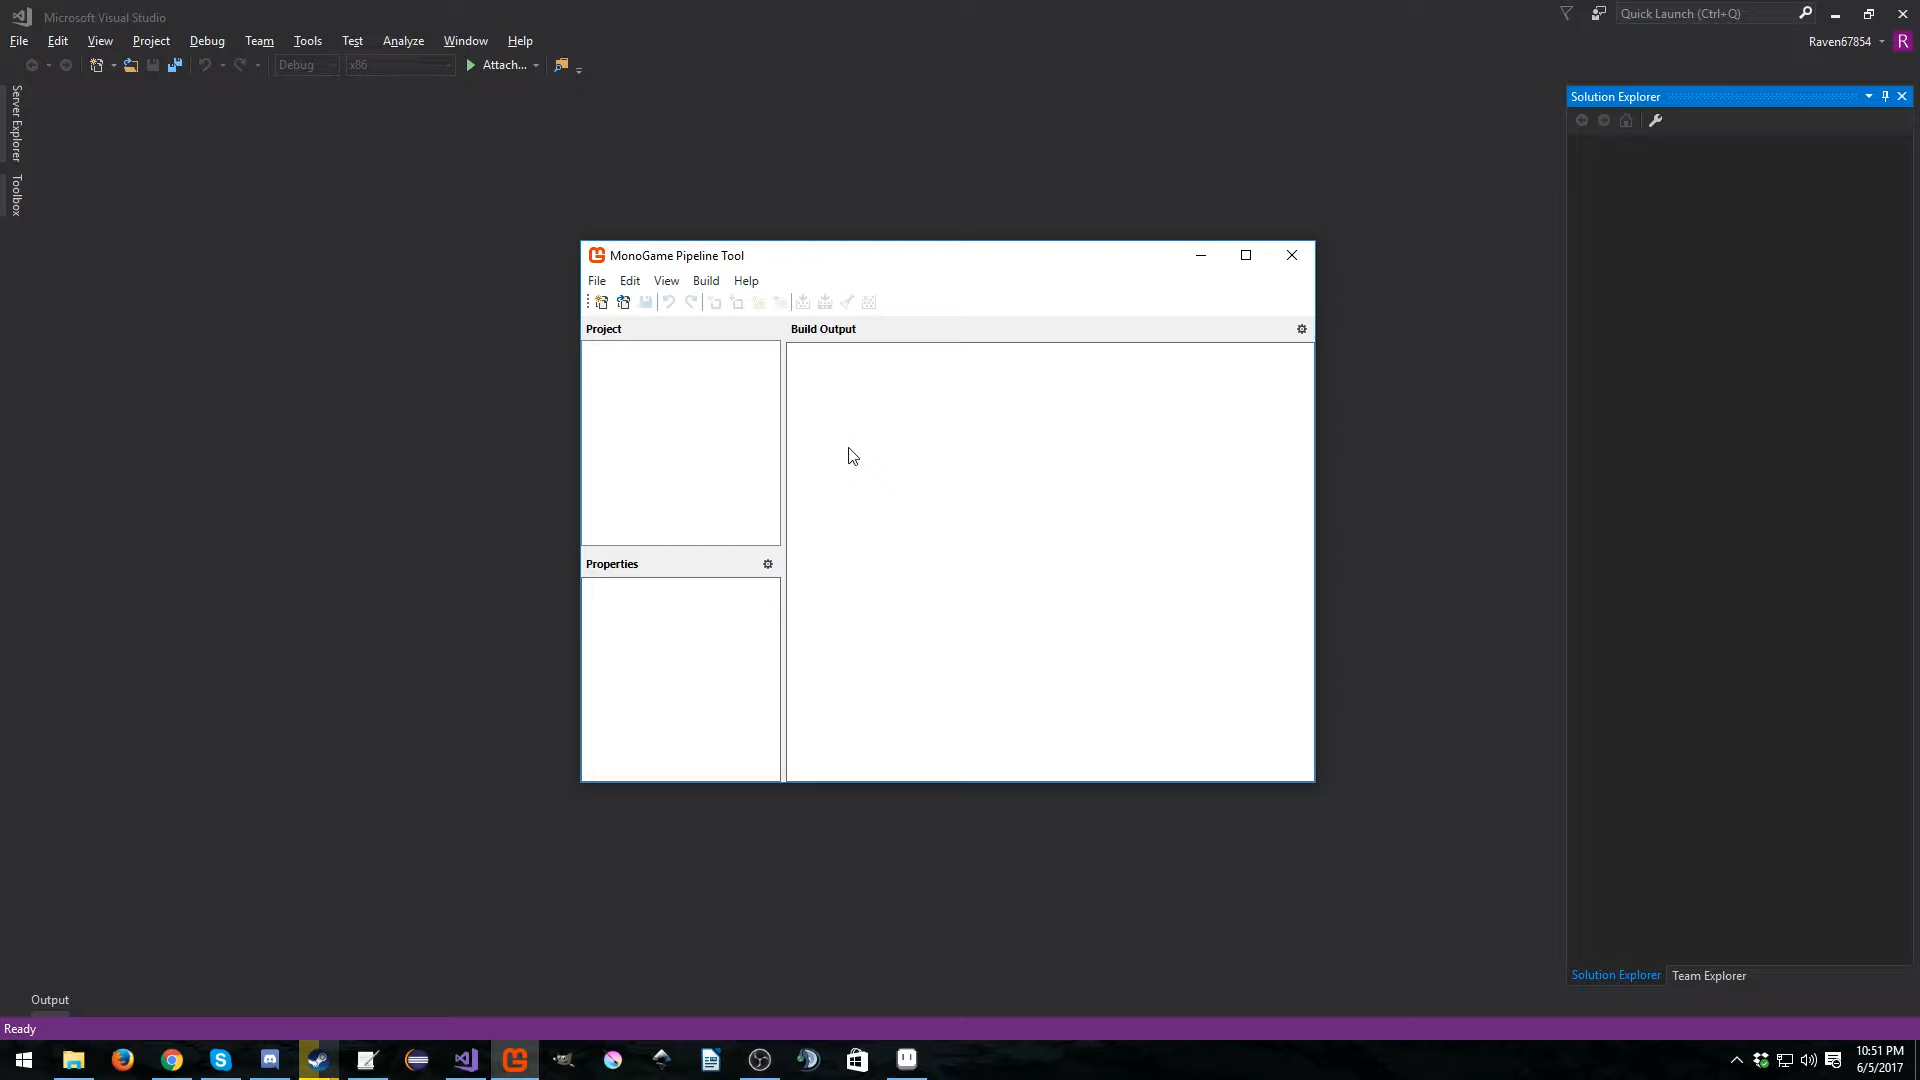 Microsoft Visual Studio
Quick Launch (Ctrl+Q)
File Edit View Project Debug Team Tools Test Analyze Window Help
Raven67854 R
Debug x86 Attach...
Server Explorer
Toolbox
Solution Explorer
MonoGame Pipeline Tool
File Edit View Build Help
Project
Build Output
Properties
Solution Explorer Team Explorer
Output
Ready
10:51 PM
6/5/2017